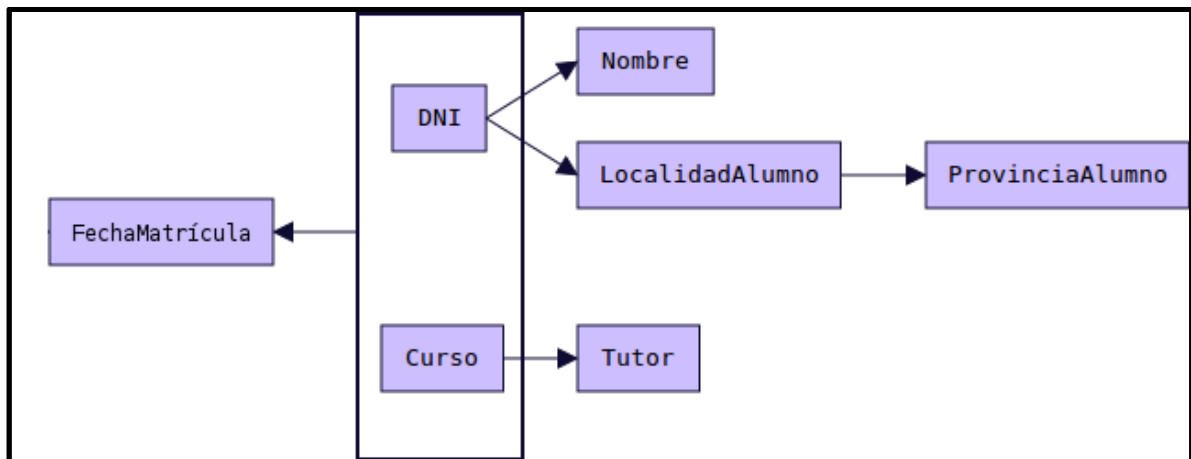 Nombre
DNI
LocalidadAlumno
ProvinciaAlumno
FechaMatrícula
Curso
Tutor